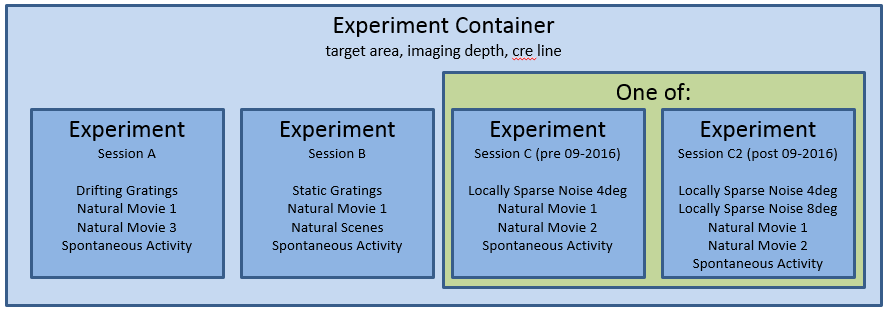 Experiment Container
target area, imaging depth, cre line
One of:
Experiment
Session A
Drifting Gratings
Natural Movie 1
Natural Movie 3
Spontaneous Activity
Experiment
Session B
Static Gratings
Natural Movie 1
Natural Scenes
Spontaneous Activity
Experiment
Session C (pre 09-2016)
Locally Sparse Noise 4deg
Natural Movie 1
Natural Movie 2
Spontaneous Activity
Experiment
Session C2 (post 09-2016)
Locally Sparse Noise 4deg
Locally Sparse Noise 8deg
Natural Movie 1
Natural Movie 2
Spontaneous Activity